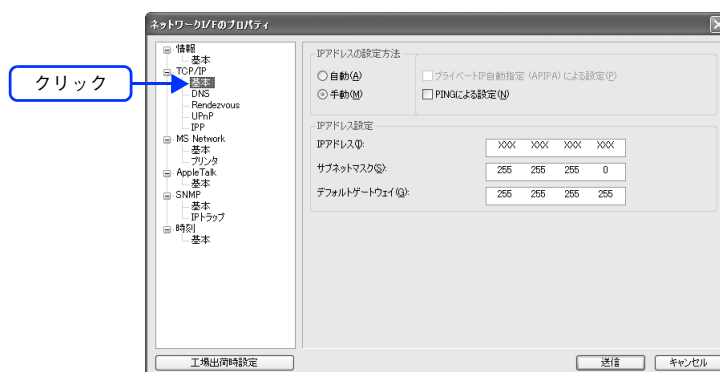 ネットワークI/Fのプロパティ
クリック
情報
基本
TCP/IP
基本
DNS
Rendezvous
UPnP
IPP
MS Network
基本
プリンタ
AppleTalk
基本
SNMP
基本
IPトラップ
時刻
基本
IPアドレスの設定方法
自動(A)
プライベートIP自動指定 (APIPA) による設定(P)
手動(M)
PINGによる設定(N)
IPアドレス設定
IPアドレス(I): XXX XXX XXX XXX
サブネットマスク(S): 255 255 255 0
デフォルトゲートウェイ(G): 255 255 255 255
工場出荷時設定
送信
キャンセル